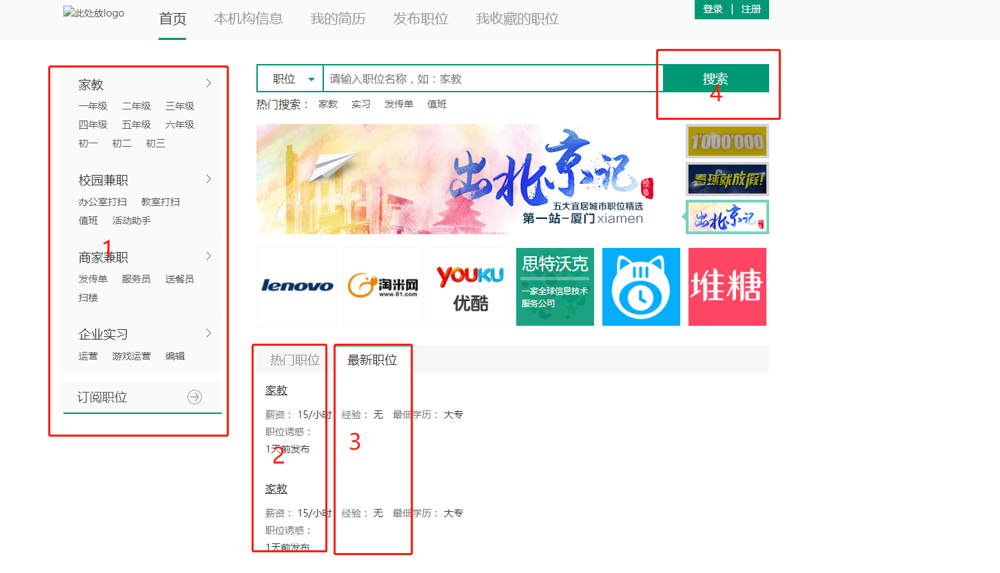 此处放logo
首页 本机构信息 我的简历 发布职位 我收藏的职位
登录 | 注册
家教
一年级 二年级 三年级
四年级 五年级 六年级
初一 初二 初三
校园兼职
办公室打扫 教室打扫
值班 活动助手
1
商家兼职
发传单 服务员 送餐员
扫楼
企业实习
运营 游戏运营 编辑
订阅职位
职位 请输入职位名称，如：家教 搜索
4
热门搜索： 家教 实习 发传单 值班
出北京记
五大宜居城市职位精选
第一站-厦门xiamen
1'000'000
看球就放假!
出北京记
lenovo
淘米网
www.61.com
YOUKU
优酷
思特沃克
一家全球信息技术
服务公司
堆糖
热门职位 最新职位
家教
薪资： 15/小时 经验： 无 最低学历： 大专
职位诱惑：
1天前发布
2
3
家教
薪资： 15/小时 经验： 无 最低学历： 大专
职位诱惑：
1天前发布